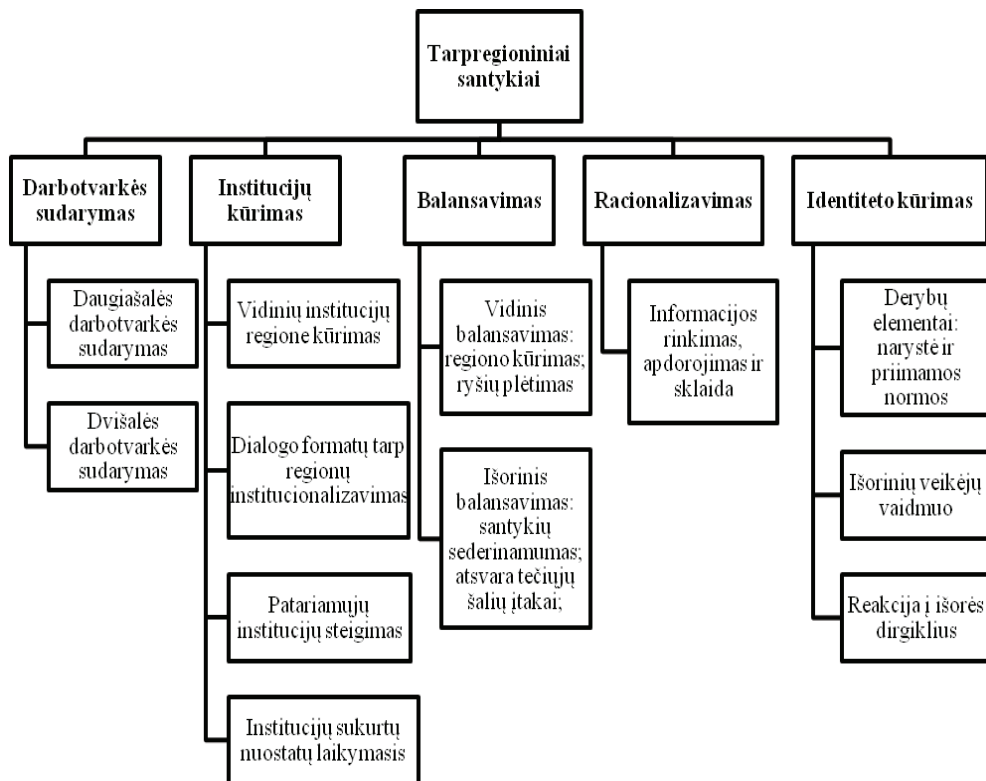 Tarpregioniniai
santykiai
Darbotvarkės
sudarymas
Institucijų
kūrimas
Balansavimas
Racionalizavimas
Identiteto kūrimas
Daugiašalės
darbotvarkės
sudarymas
Dvišalės
darbotvarkės
sudarymas
Vidinių institucijų
regione kūrimas
Dialogo formatų tarp
regionų
institucionalizavimas
Patariamųjų
institucijų steigimas
Institucijų sukurtų
nuostatų laikymasis
Vidinis
balansavimas:
regiono kūrimas;
ryšių plėtimas
Išorinis
balansavimas:
santykių
sederinamumas;
atsvara tečiųjų
šalių įtakai;
Informacijos
rinkimas,
apdorojimas ir
sklaida
Derybų
elementai:
narystė ir
priimamos
normos
Išorinių veikėjų
vaidmuo
Reakcija į išorės
dirgiklius